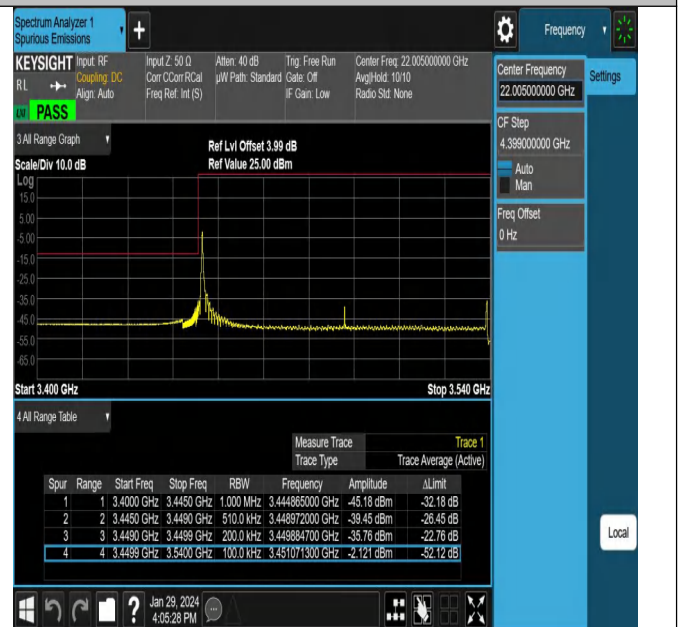 Spectrum Analyzer 1
Spurious Emissions
+
Frequency
KEYSIGHT
RL
Input: RF
Coupling: DC
Align: Auto
Input Z: 50 Ω
Corr CCorr RCal
Freq Ref: Int (S)
Atten: 40 dB
µW Path: Standard
Trig: Free Run
Gate: Off
IF Gain: Low
Center Freq: 22.005000000 GHz
Avg|Hold: 10/10
Radio Std: None
PASS
Center Frequency
22.005000000 GHz
Settings
CF Step
4.399000000 GHz
Auto
Man
Freq Offset
0 Hz
3 All Range Graph
Scale/Div 10.0 dB
Ref Lvl Offset 3.99 dB
Ref Value 25.00 dBm
Log
15.0
5.00
-5.00
-15.0
-25.0
-35.0
-45.0
-55.0
-65.0
Start 3.400 GHz Stop 3.540 GHz
4 All Range Table
Measure Trace Trace 1
Trace Type Trace Average (Active)
Spur Range Start Freq Stop Freq RBW Frequency Amplitude ΔLimit
1 1 3.4000 GHz 3.4450 GHz 1.000 MHz 3.444865000 GHz -45.18 dBm -32.18 dB
2 2 3.4450 GHz 3.4490 GHz 510.0 kHz 3.448972000 GHz -39.45 dBm -26.45 dB
3 3 3.4490 GHz 3.4499 GHz 200.0 kHz 3.449884700 GHz -35.76 dBm -22.76 dB
4 4 3.4499 GHz 3.5400 GHz 100.0 kHz 3.451071300 GHz -2.121 dBm -52.12 dB
Local
?
Jan 29, 2024
4:05:28 PM